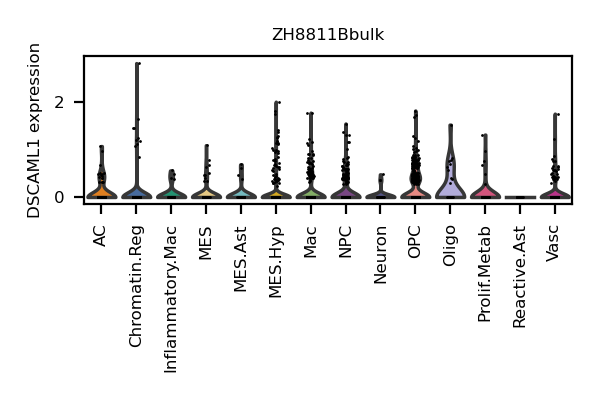 ZH8811Bbulk
DSCAML1 expression
2
0
AC
Chromatin.Reg
Inflammatory.Mac
MES
MES.Ast
MES.Hyp
Mac
NPC
Neuron
OPC
Oligo
Prolif.Metab
Reactive.Ast
Vasc